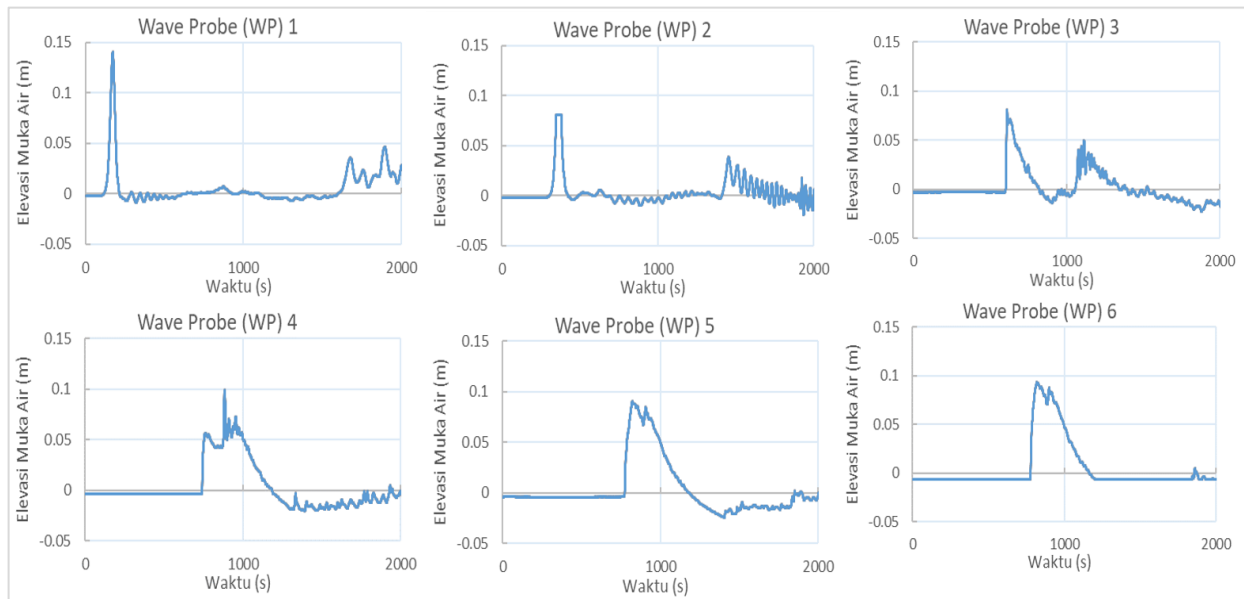 Wave Probe (WP) 1
Elevasi Muka Air (m)
0.15
0.1
0.05
0
-0.05
0
1000
2000
Waktu (s)
Wave Probe (WP) 2
Elevasi Muka Air (m)
0.15
0.1
0.05
0
-0.05
0
1000
2000
Waktu (s)
Wave Probe (WP) 3
Elevasi Muka Air (m)
0.15
0.1
0.05
0
-0.05
0
1000
2000
Waktu (s)
Wave Probe (WP) 4
Elevasi Muka Air (m)
0.15
0.1
0.05
0
-0.05
0
1000
2000
Waktu (s)
Wave Probe (WP) 5
Elevasi Muka Air (m)
0.15
0.1
0.05
0
-0.05
0
1000
2000
Waktu (s)
Wave Probe (WP) 6
Elevasi Muka Air (m)
0.15
0.1
0.05
0
-0.05
0
1000
2000
Waktu (s)